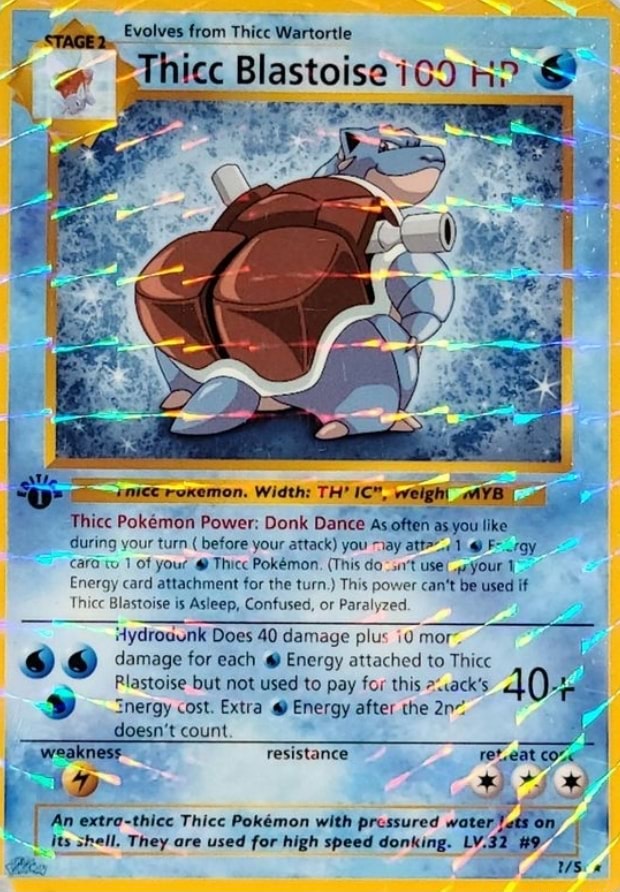 Evolves from Thicc Wartortle
STAGE 2
Thicc Blastoise 100 HP
EDITION
1
Thicc Pokémon. Width: TH' IC", Weight MYB
Thicc Pokémon Power: Donk Dance As often as you like
during your turn ( before your attack) you may attach 1 Energy
card to 1 of your Thicc Pokémon. (This doesn't use up your 1
Energy card attachment for the turn.) This power can't be used if
Thicc Blastoise is Asleep, Confused, or Paralyzed.
Hydrodonk Does 40 damage plus 10 more
damage for each Energy attached to Thicc
Blastoise but not used to pay for this attack's
Energy cost. Extra Energy after the 2nd
doesn't count.
40+
weakness resistance retreat cost
An extra-thicc Thicc Pokémon with pressured water jets on
its shell. They are used for high speed donking. LV.32 #9